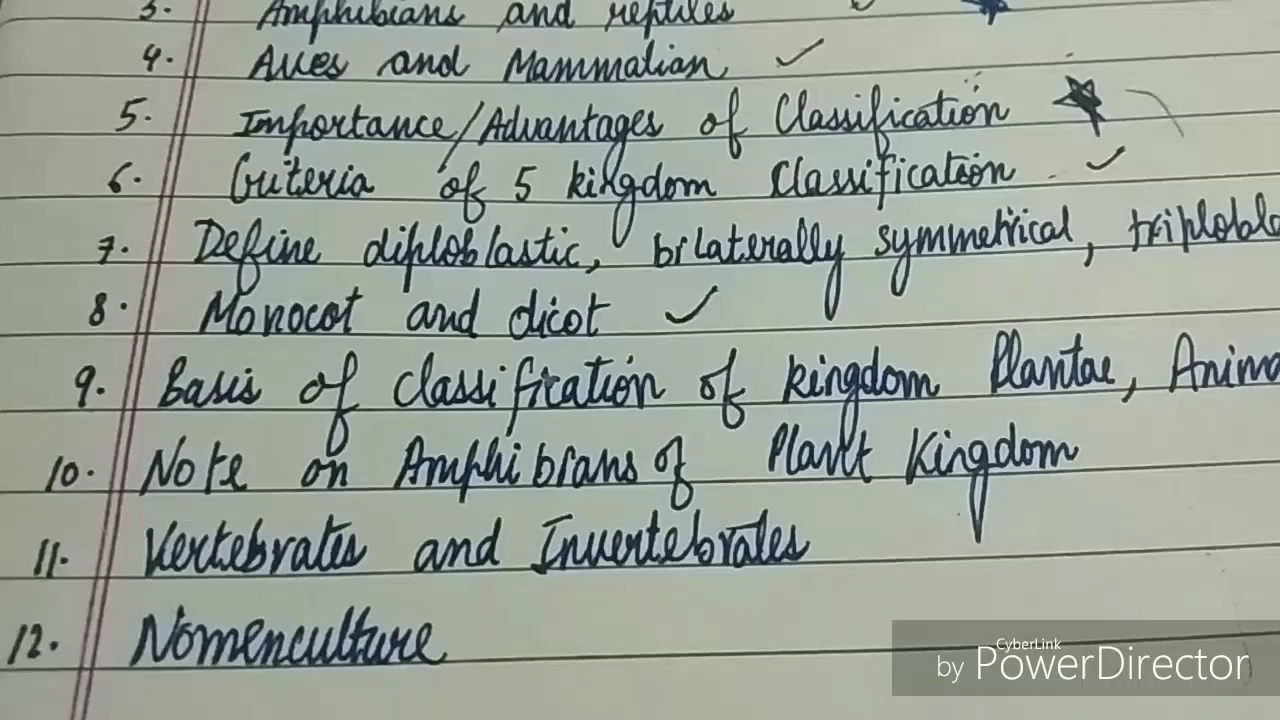 3. Amphibians and reptiles
4. Aves and Mammalian ✓
5. Importance/Advantages of Classification ★
6. Criteria of 5 kingdom Classification ✓
7. Define diploblastic, bilaterally symmetrical, triplobla
8. Monocot and dicot ✓
9. Basis of classification of kingdom Plantae, Anima
10. Note on Amphibians of Plant Kingdom
11. Vertebrates and Invertebrates
12. Nomenculture
CyberLink
by PowerDirector